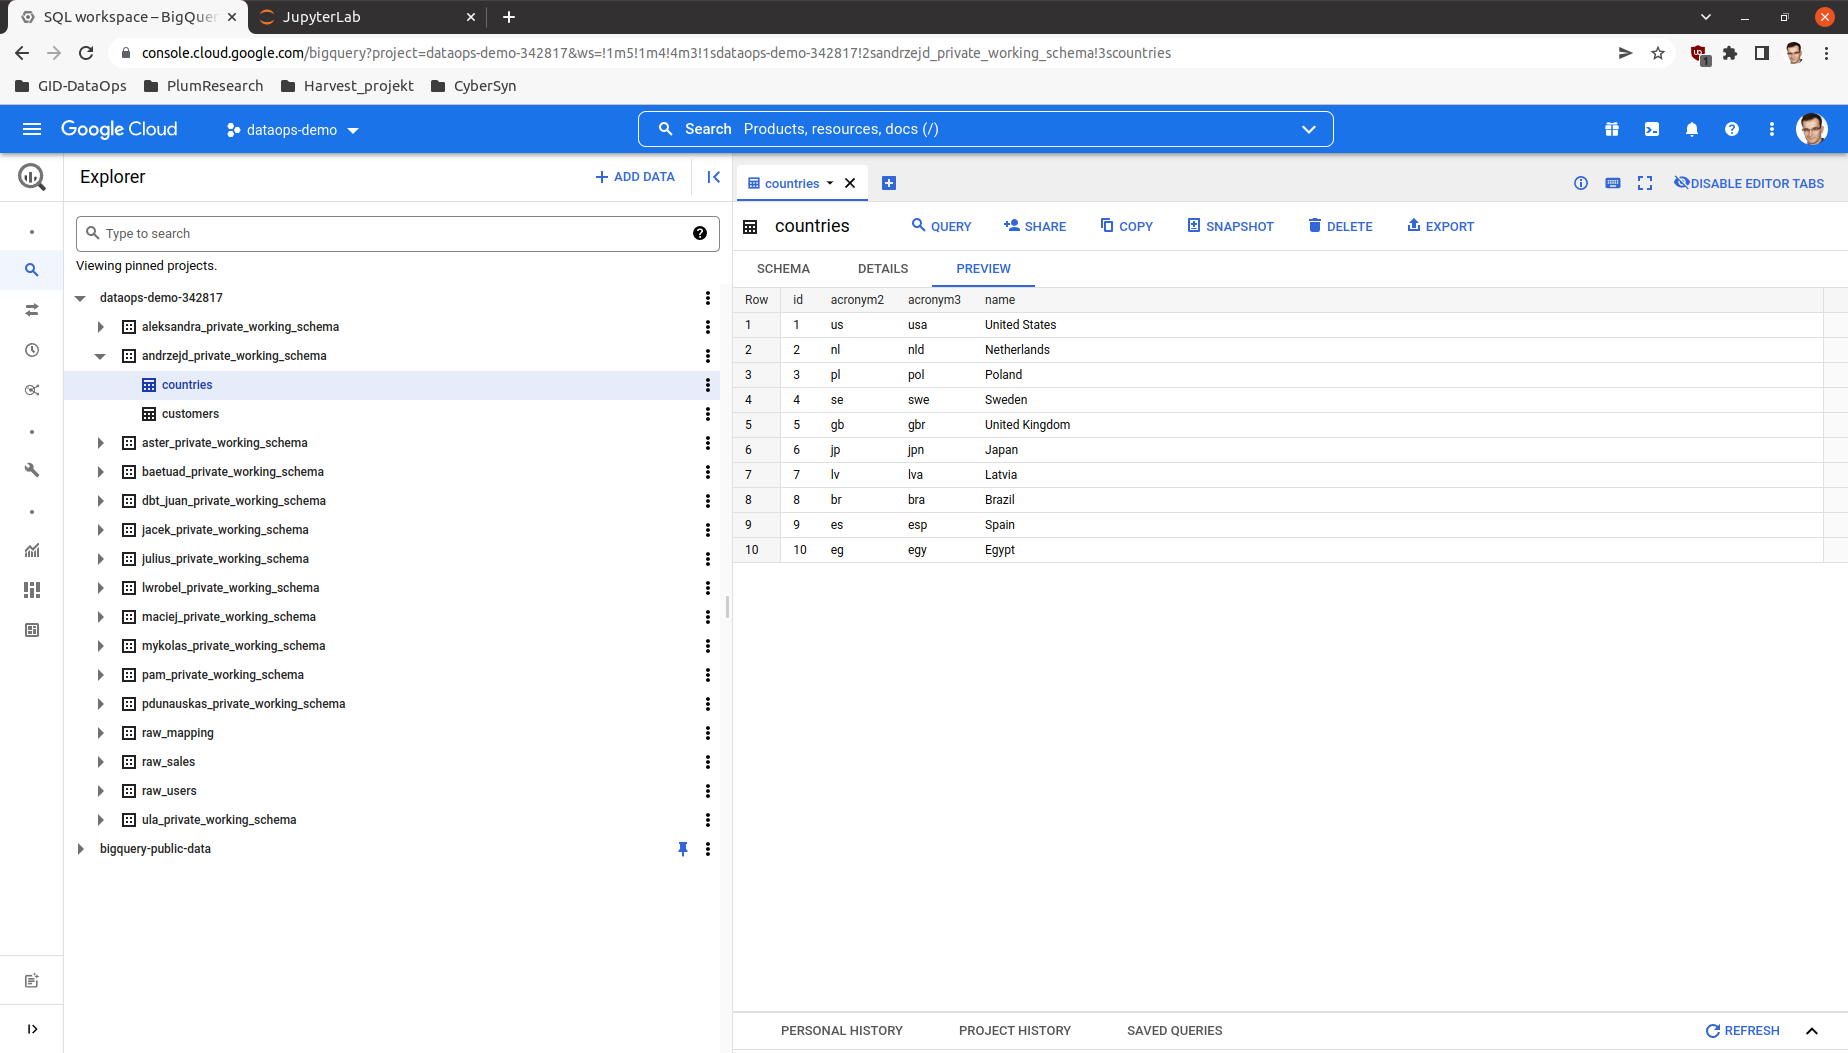 SQL workspace – BigQuer
JupyterLab
console.cloud.google.com/bigquery?project=dataops-demo-342817&ws=!1m5!1m4!4m3!1sdataops-demo-342817!2sandrzejd_private_working_schema!3scountries
1
GID-DataOps PlumResearch Harvest_projekt CyberSyn
Google Cloud dataops-demo Search Products, resources, docs (/)
Explorer ADD DATA
Type to search
Viewing pinned projects.
dataops-demo-342817
aleksandra_private_working_schema
andrzejd_private_working_schema
countries
customers
aster_private_working_schema
baetuad_private_working_schema
dbt_juan_private_working_schema
jacek_private_working_schema
julius_private_working_schema
lwrobel_private_working_schema
maciej_private_working_schema
mykolas_private_working_schema
pam_private_working_schema
pdunauskas_private_working_schema
raw_mapping
raw_sales
raw_users
ula_private_working_schema
bigquery-public-data
countries DISABLE EDITOR TABS
countries QUERY SHARE COPY SNAPSHOT DELETE EXPORT
SCHEMA DETAILS PREVIEW
Row id acronym2 acronym3 name
1 1 us usa United States
2 2 nl nld Netherlands
3 3 pl pol Poland
4 4 se swe Sweden
5 5 gb gbr United Kingdom
6 6 jp jpn Japan
7 7 lv lva Latvia
8 8 br bra Brazil
9 9 es esp Spain
10 10 eg egy Egypt
PERSONAL HISTORY PROJECT HISTORY SAVED QUERIES REFRESH